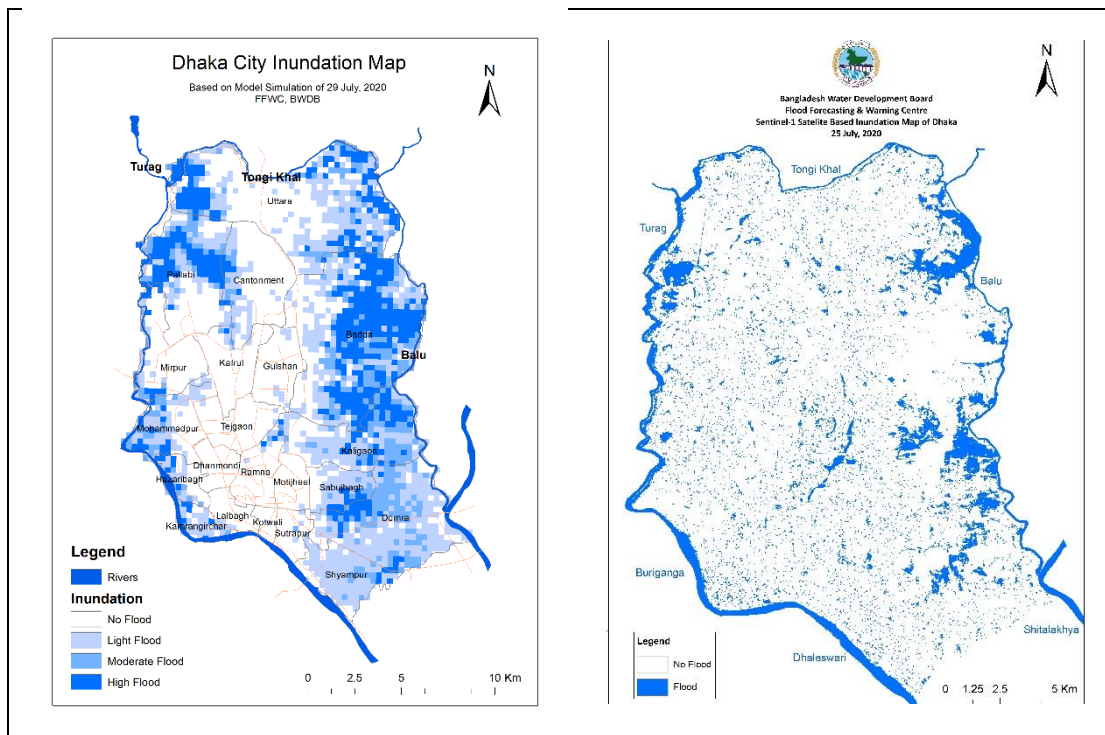 Dhaka City Inundation Map
Based on Model Simulation of 29 July, 2020
FFWC, BWDB
N
Turag
Tongi Khal
Uttara
Pallabi
Cantonment
Badda
Balu
Mirpur
Kafrul
Gulshan
Mohammadpur
Tejgaon
Kaligaon
Dhanmondi
Ramna
Hazaribagh
Motijheel
Sabujbagh
Lalbagh
Kotwali
Demra
Kamrangirchar
Sutrapur
Shyampur
Legend
Rivers
Inundation
No Flood
Light Flood
Moderate Flood
High Flood
0 2.5 5 10 Km
Bangladesh Water Development Board
Flood Forecasting & Warning Centre
Sentinel-1 Satelite Based Inundation Map of Dhaka
25 July, 2020
N
Tongi Khal
Turag
Balu
Buriganga
Shitalakhya
Dhaleswari
Legend
No Flood
Flood
0 1.25 2.5 5 Km